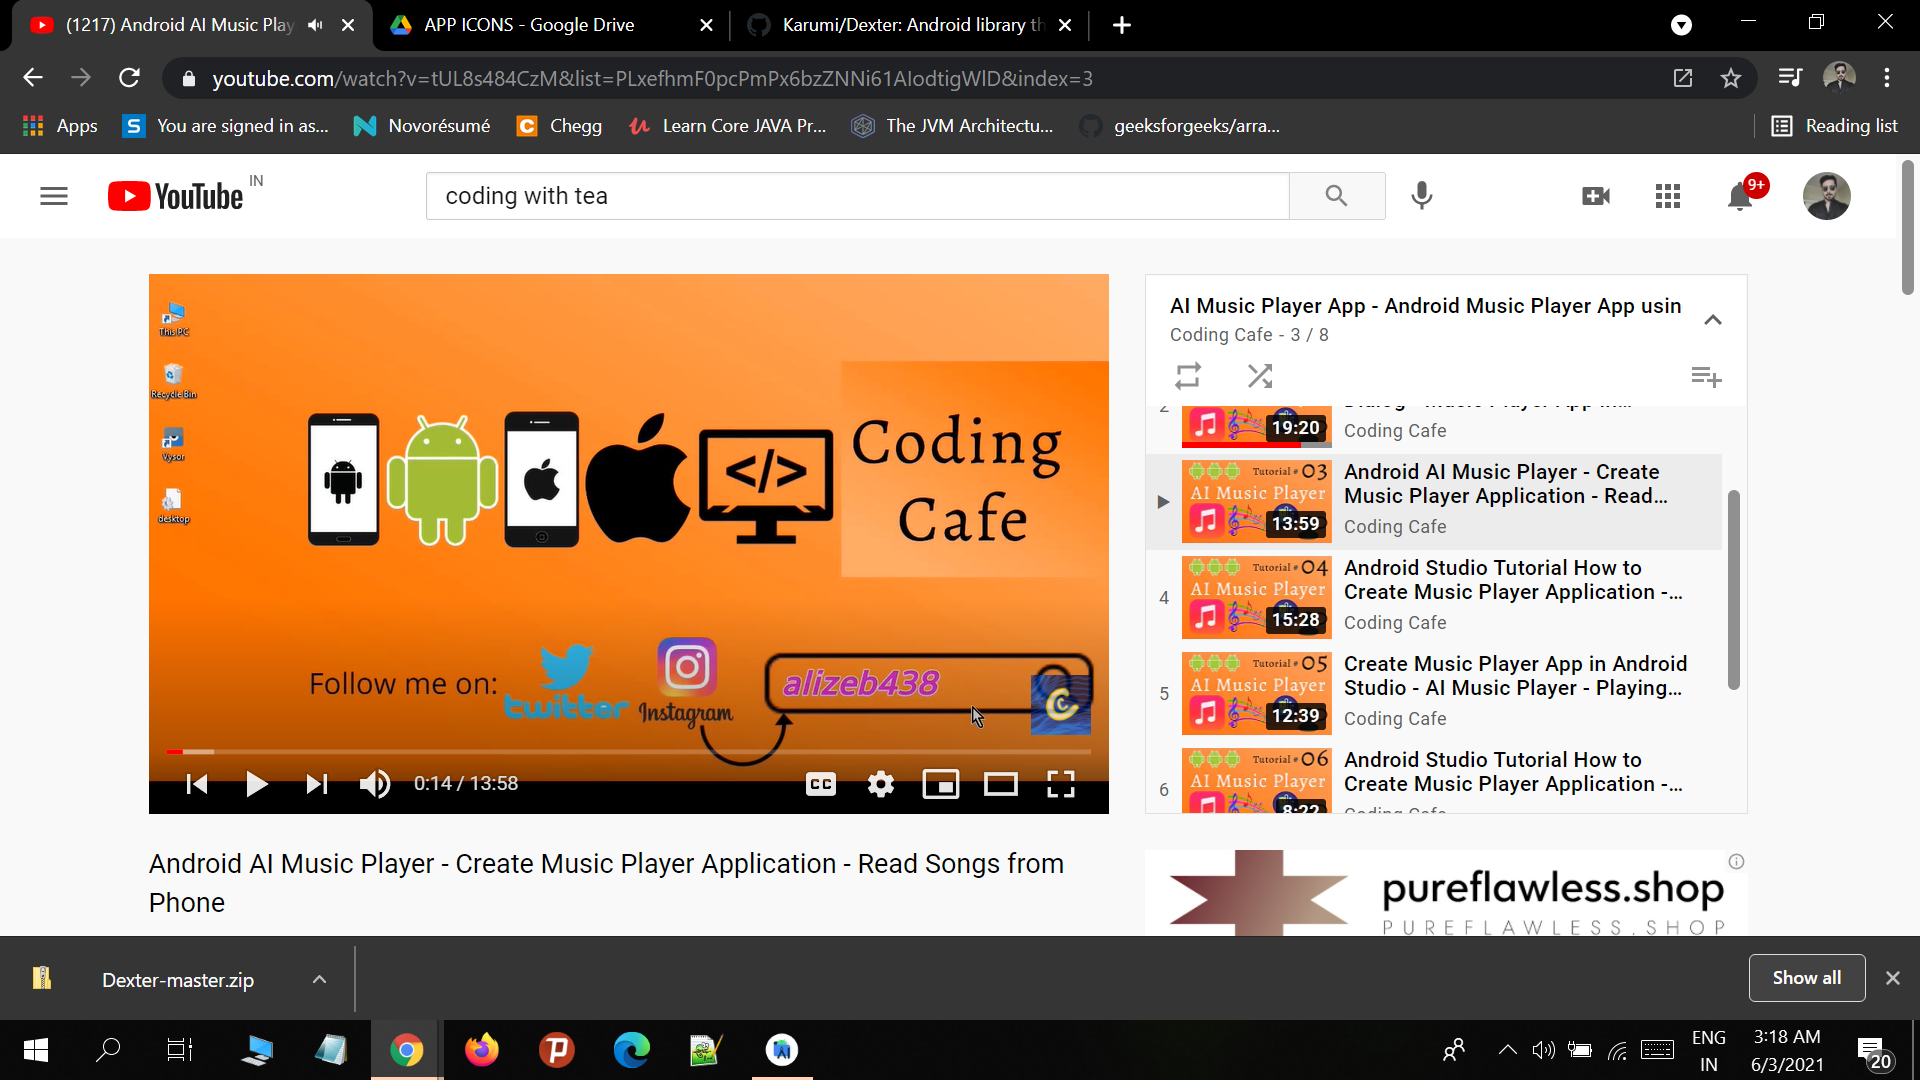 (1217) Android AI Music Play
APP ICONS - Google Drive
Karumi/Dexter: Android library th
youtube.com/watch?v=tUL8s484CzM&list=PLxefhmF0pcPmPx6bzZNNi61AIodtigWlD&index=3
Apps
You are signed in as...
Novorésumé
Chegg
Learn Core JAVA Pr...
The JVM Architectu...
geeksforgeeks/arra...
Reading list
YouTube IN
coding with tea
9+
This PC
Recycle Bin
Vysor
desktop
Coding
Cafe
Follow me on:
twitter
Instagram
alizeb438
0:14 / 13:58
CC
AI Music Player App - Android Music Player App usin
Coding Cafe - 3 / 8
2
19:20
Coding Cafe
Tutorial # 03
AI Music Player
13:59
Android AI Music Player - Create
Music Player Application - Read...
Coding Cafe
4
Tutorial # 04
AI Music Player
15:28
Android Studio Tutorial How to
Create Music Player Application -...
Coding Cafe
5
Tutorial # 05
AI Music Player
12:39
Create Music Player App in Android
Studio - AI Music Player - Playing...
Coding Cafe
6
Tutorial # 06
AI Music Player
8:22
Android Studio Tutorial How to
Create Music Player Application -...
Coding Cafe
Android AI Music Player - Create Music Player Application - Read Songs from
Phone
pureflawless.shop
PUREFLAWLESS.SHOP
Dexter-master.zip
Show all
ENG
IN
3:18 AM
6/3/2021
20